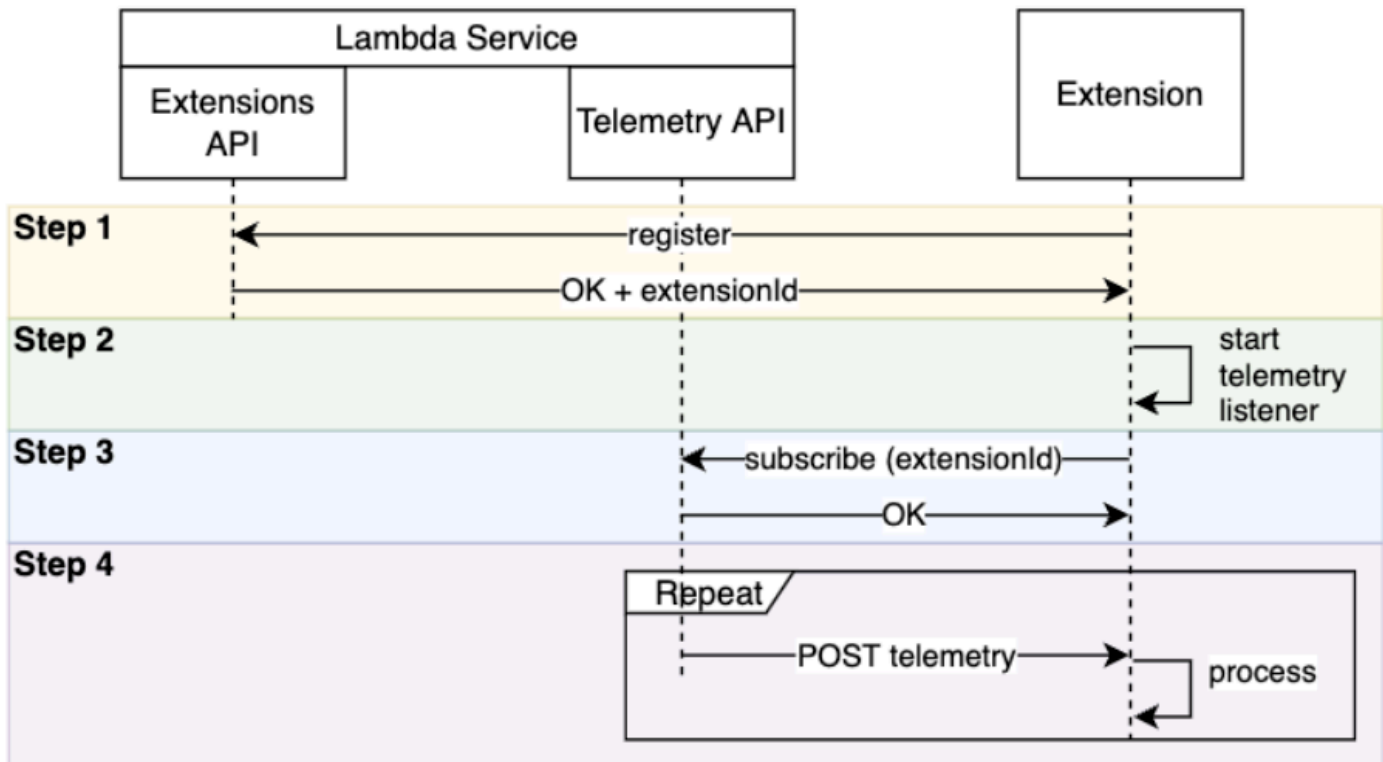 Lambda Service
Extensions
API
Telemetry API
Extension
Step 1
register
OK + extensionId
Step 2
start
telemetry
listener
Step 3
subscribe (extensionId)
OK
Step 4
Repeat
POST telemetry
process